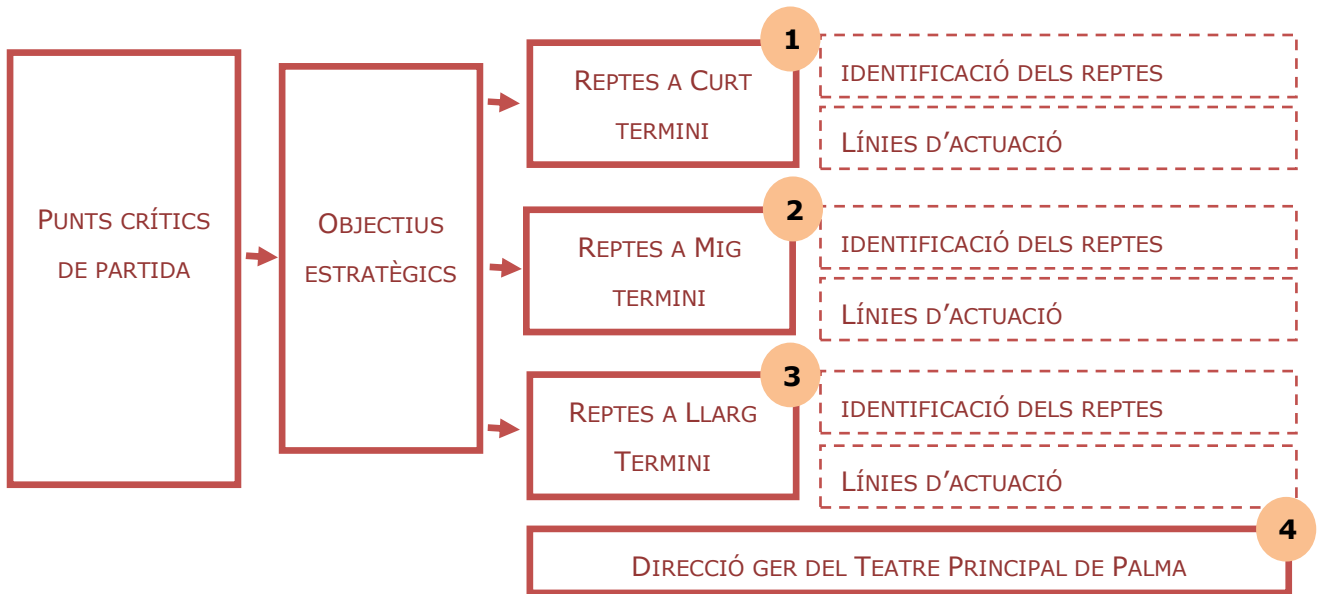 PUNTS CRÍTICS
DE PARTIDA
OBJECTIUS
ESTRATÈGICS
1
REPTES A CURT
TERMINI
IDENTIFICACIÓ DELS REPTES
LÍNIES D'ACTUACIÓ
2
REPTES A MIG
TERMINI
IDENTIFICACIÓ DELS REPTES
LÍNIES D'ACTUACIÓ
3
REPTES A LLARG
TERMINI
IDENTIFICACIÓ DELS REPTES
LÍNIES D'ACTUACIÓ
4
DIRECCIÓ GER DEL TEATRE PRINCIPAL DE PALMA